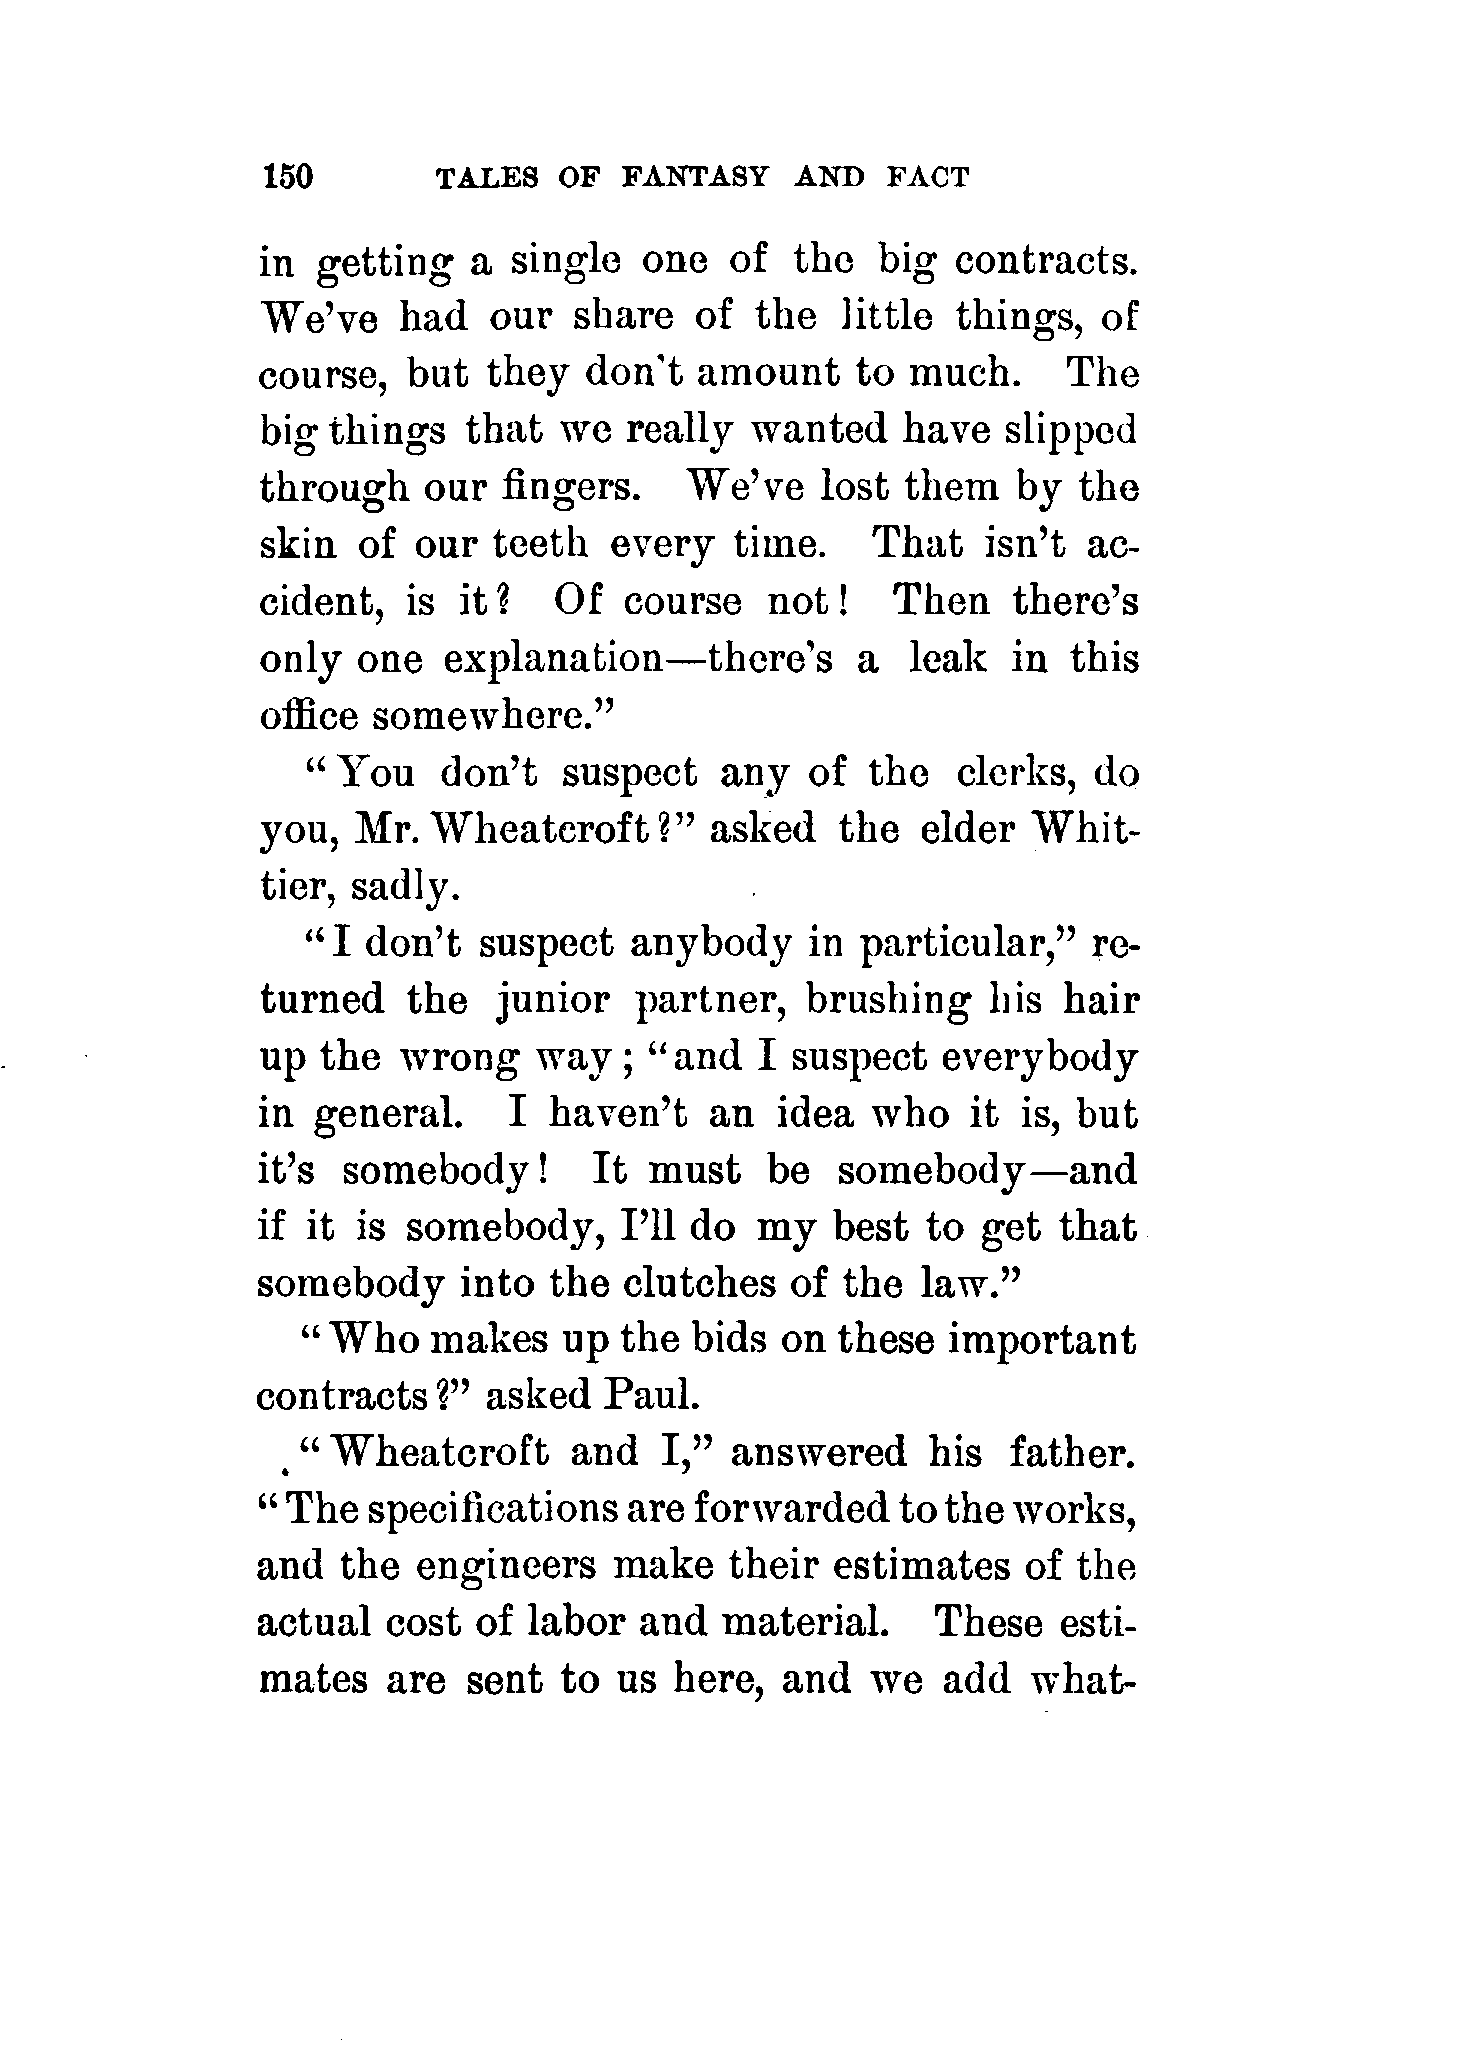 150 TALES OF FANTASY AND FACT
in getting a single one of the big contracts.
We've had our share of the little things, of
course, but they don't amount to much. The
big things that we really wanted have slipped
through our fingers. We've lost them by the
skin of our teeth every time. That isn't ac-
cident, is it? Of course not! Then there's
only one explanation—there's a leak in this
office somewhere."
"You don't suspect any of the clerks, do
you, Mr. Wheatcroft?" asked the elder Whit-
tier, sadly.
"I don't suspect anybody in particular," re-
turned the junior partner, brushing his hair
up the wrong way; "and I suspect everybody
in general. I haven't an idea who it is, but
it's somebody! It must be somebody—and
if it is somebody, I'll do my best to get that
somebody into the clutches of the law."
"Who makes up the bids on these important
contracts?" asked Paul.
"Wheatcroft and I," answered his father.
"The specifications are forwarded to the works,
and the engineers make their estimates of the
actual cost of labor and material. These esti-
mates are sent to us here, and we add what-